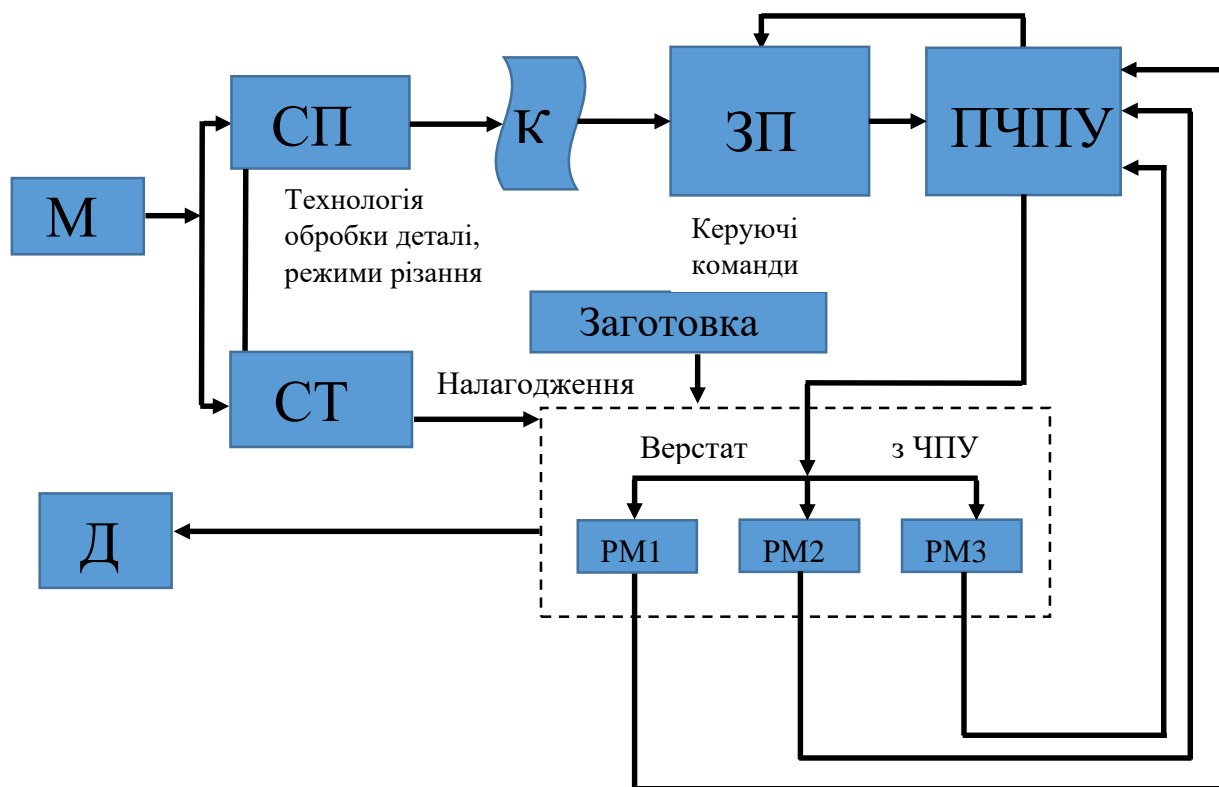 СП
К
ЗП
ПЧПУ
М
Технологія
обробки деталі,
режими різання
Керуючі
команди
Заготовка
СТ
Налагодження
Верстат з ЧПУ
Д
РМ1
РМ2
РМ3